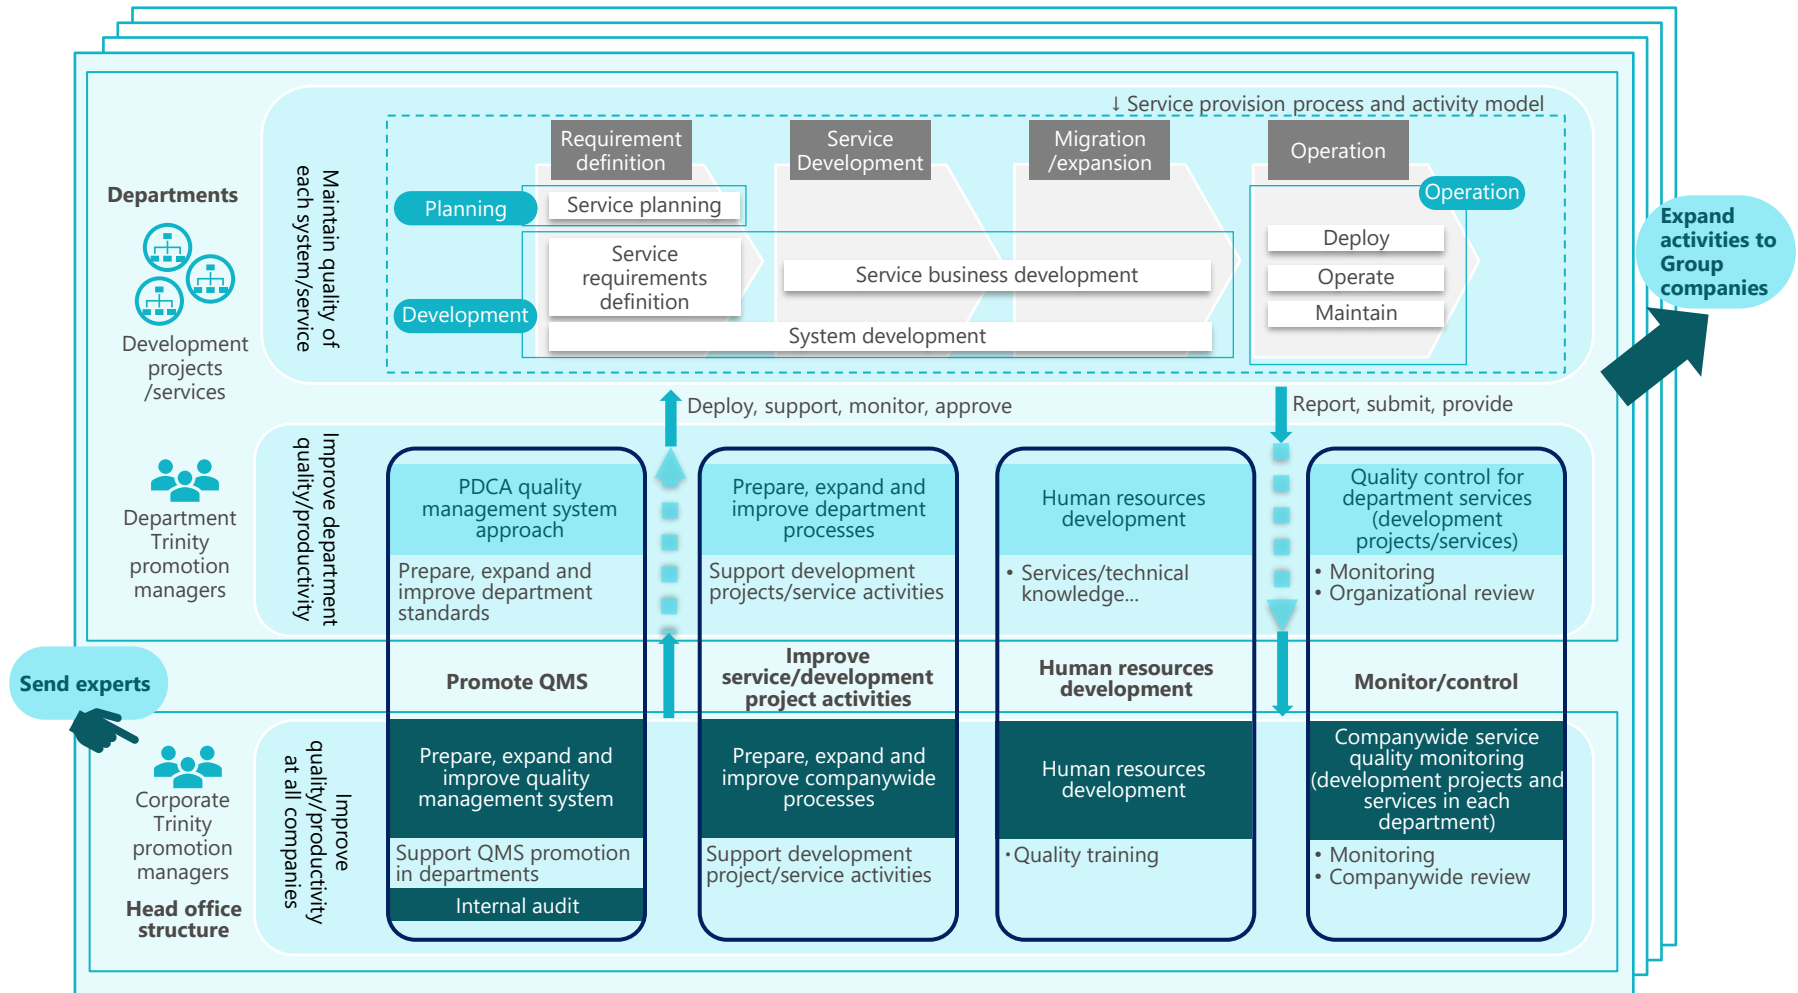 ↓ Service provision process and activity model
Requirement
definition
Service
Development
Migration
/expansion
Operation
Departments
Development
projects
/services
Maintain quality of
each system/service
Planning
Service planning
Development
Service
requirements
definition
Service business development
System development
Operation
Deploy
Operate
Maintain
Expand
activities to
Group
companies
Deploy, support, monitor, approve
Report, submit, provide
Department
Trinity
promotion
managers
Improve department
quality/productivity
PDCA quality
management system
approach
Prepare, expand and
improve department
standards
Prepare, expand and
improve department
processes
Support development
projects/service activities
Human resources
development
• Services/technical
knowledge...
Quality control for
department services
(development
projects/services)
• Monitoring
• Organizational review
Send experts
Promote QMS
Improve
service/development
project activities
Human resources
development
Monitor/control
Corporate
Trinity
promotion
managers
Head office
structure
Improve
quality/productivity
at all companies
Prepare, expand and
improve quality
management system
Support QMS promotion
in departments
Internal audit
Prepare, expand and
improve companywide
processes
Support development
project/service activities
Human resources
development
・Quality training
Companywide service
quality monitoring
(development projects and
services in each
department)
• Monitoring
• Companywide review